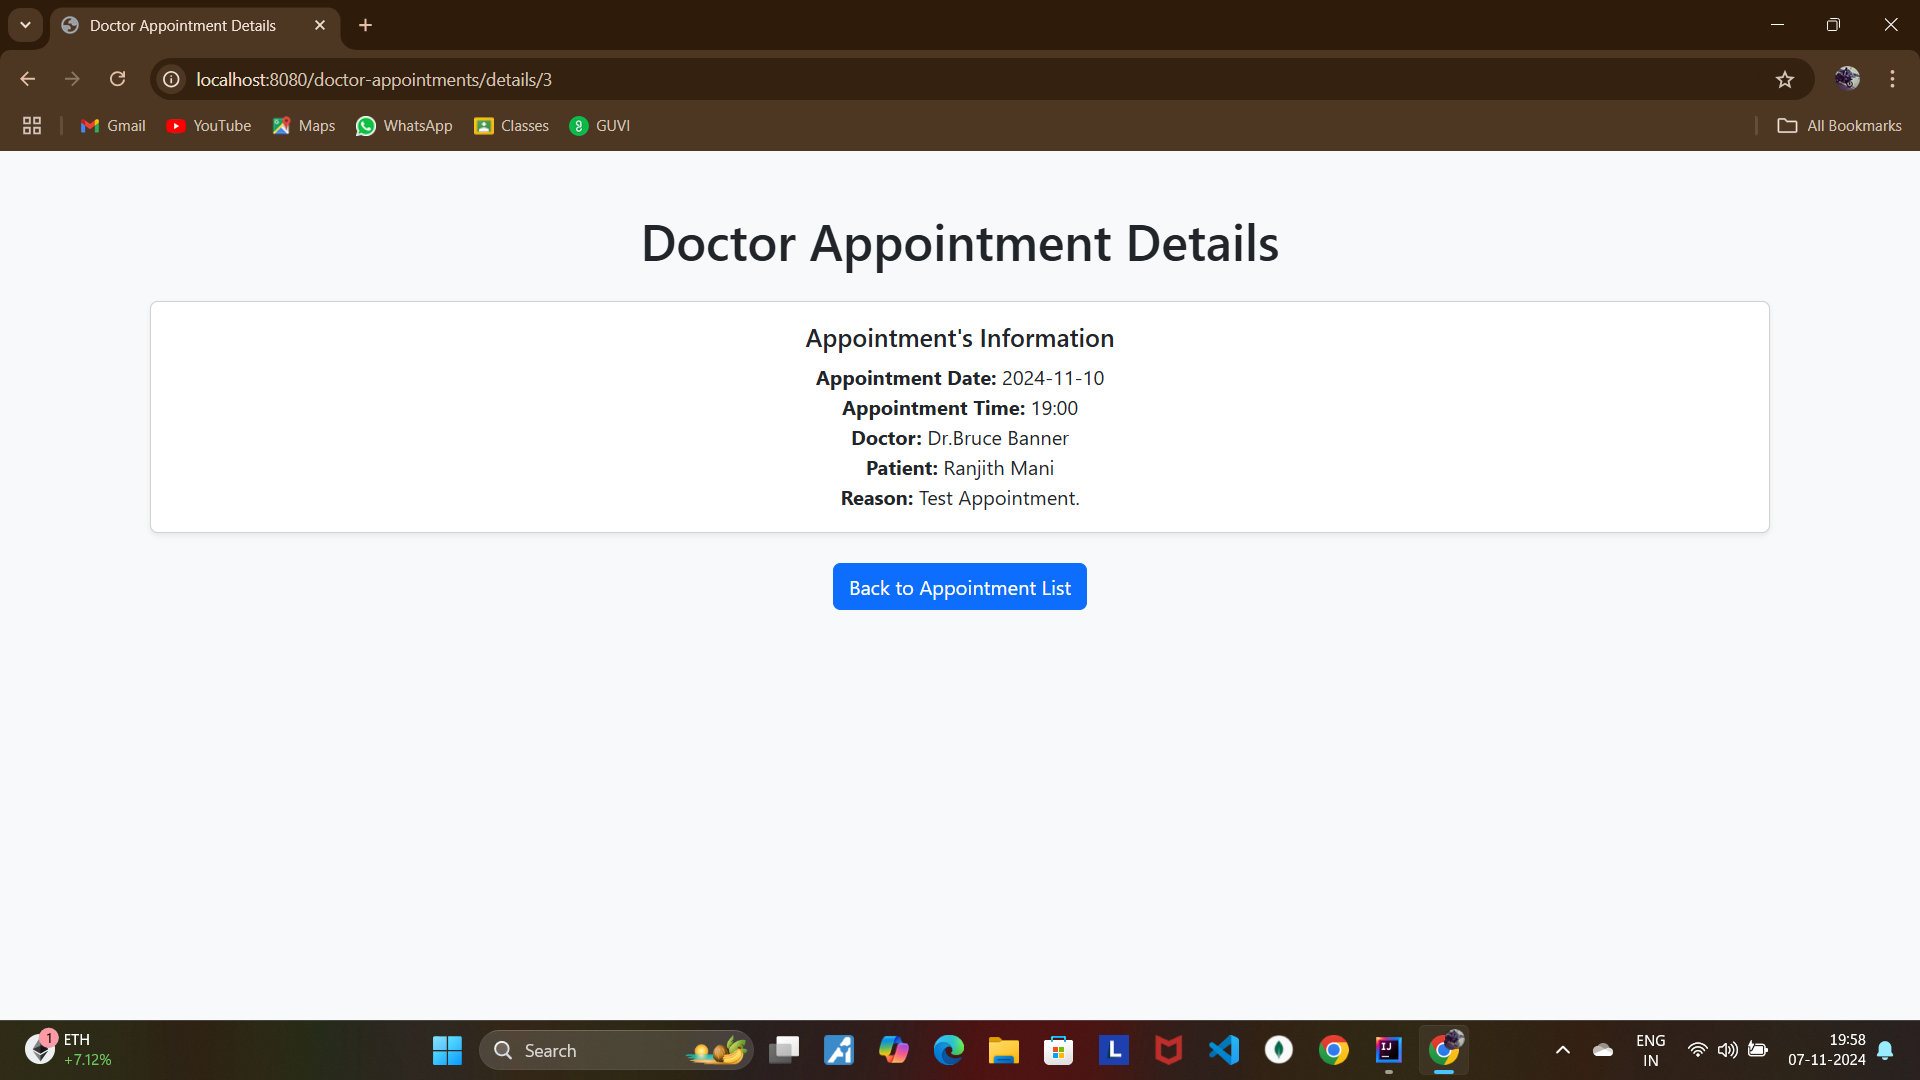 Doctor Appointment Details
localhost:8080/doctor-appointments/details/3
Gmail
YouTube
Maps
WhatsApp
Classes
GUVI
All Bookmarks
Doctor Appointment Details
Appointment's Information
Appointment Date: 2024-11-10
Appointment Time: 19:00
Doctor: Dr.Bruce Banner
Patient: Ranjith Mani
Reason: Test Appointment.
Back to Appointment List
1
ETH
+7.12%
Search
L
IJ
ENG
IN
19:58
07-11-2024